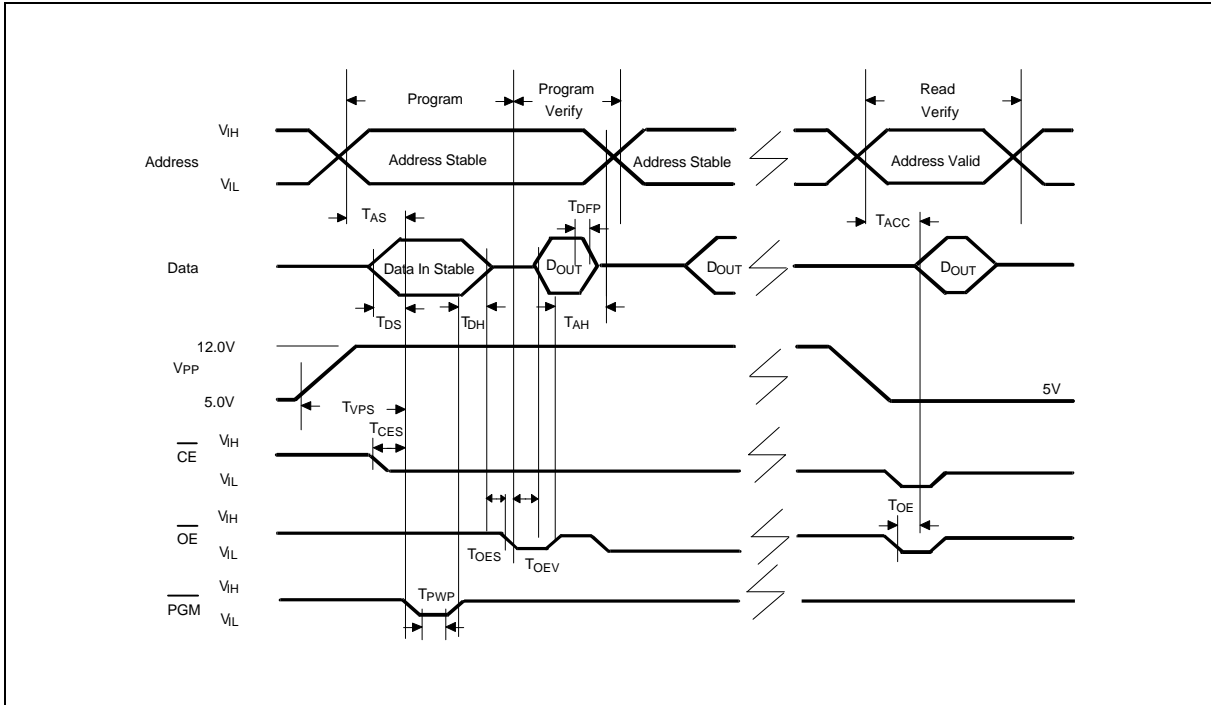 Program
Program
Verify
Read
Verify
VIH
Address
Address Stable
Address Stable
Address Valid
VIL
TAS
TDFP
TACC
Data
Data In Stable
DOUT
DOUT
DOUT
TDS
TDH
TAH
12.0V
VPP
5.0V
TVPS
5V
TCES
VIH
CE
VIL
TOE
VIH
OE
VIL
TOES
TOEV
VIH
PGM
VIL
TPWP